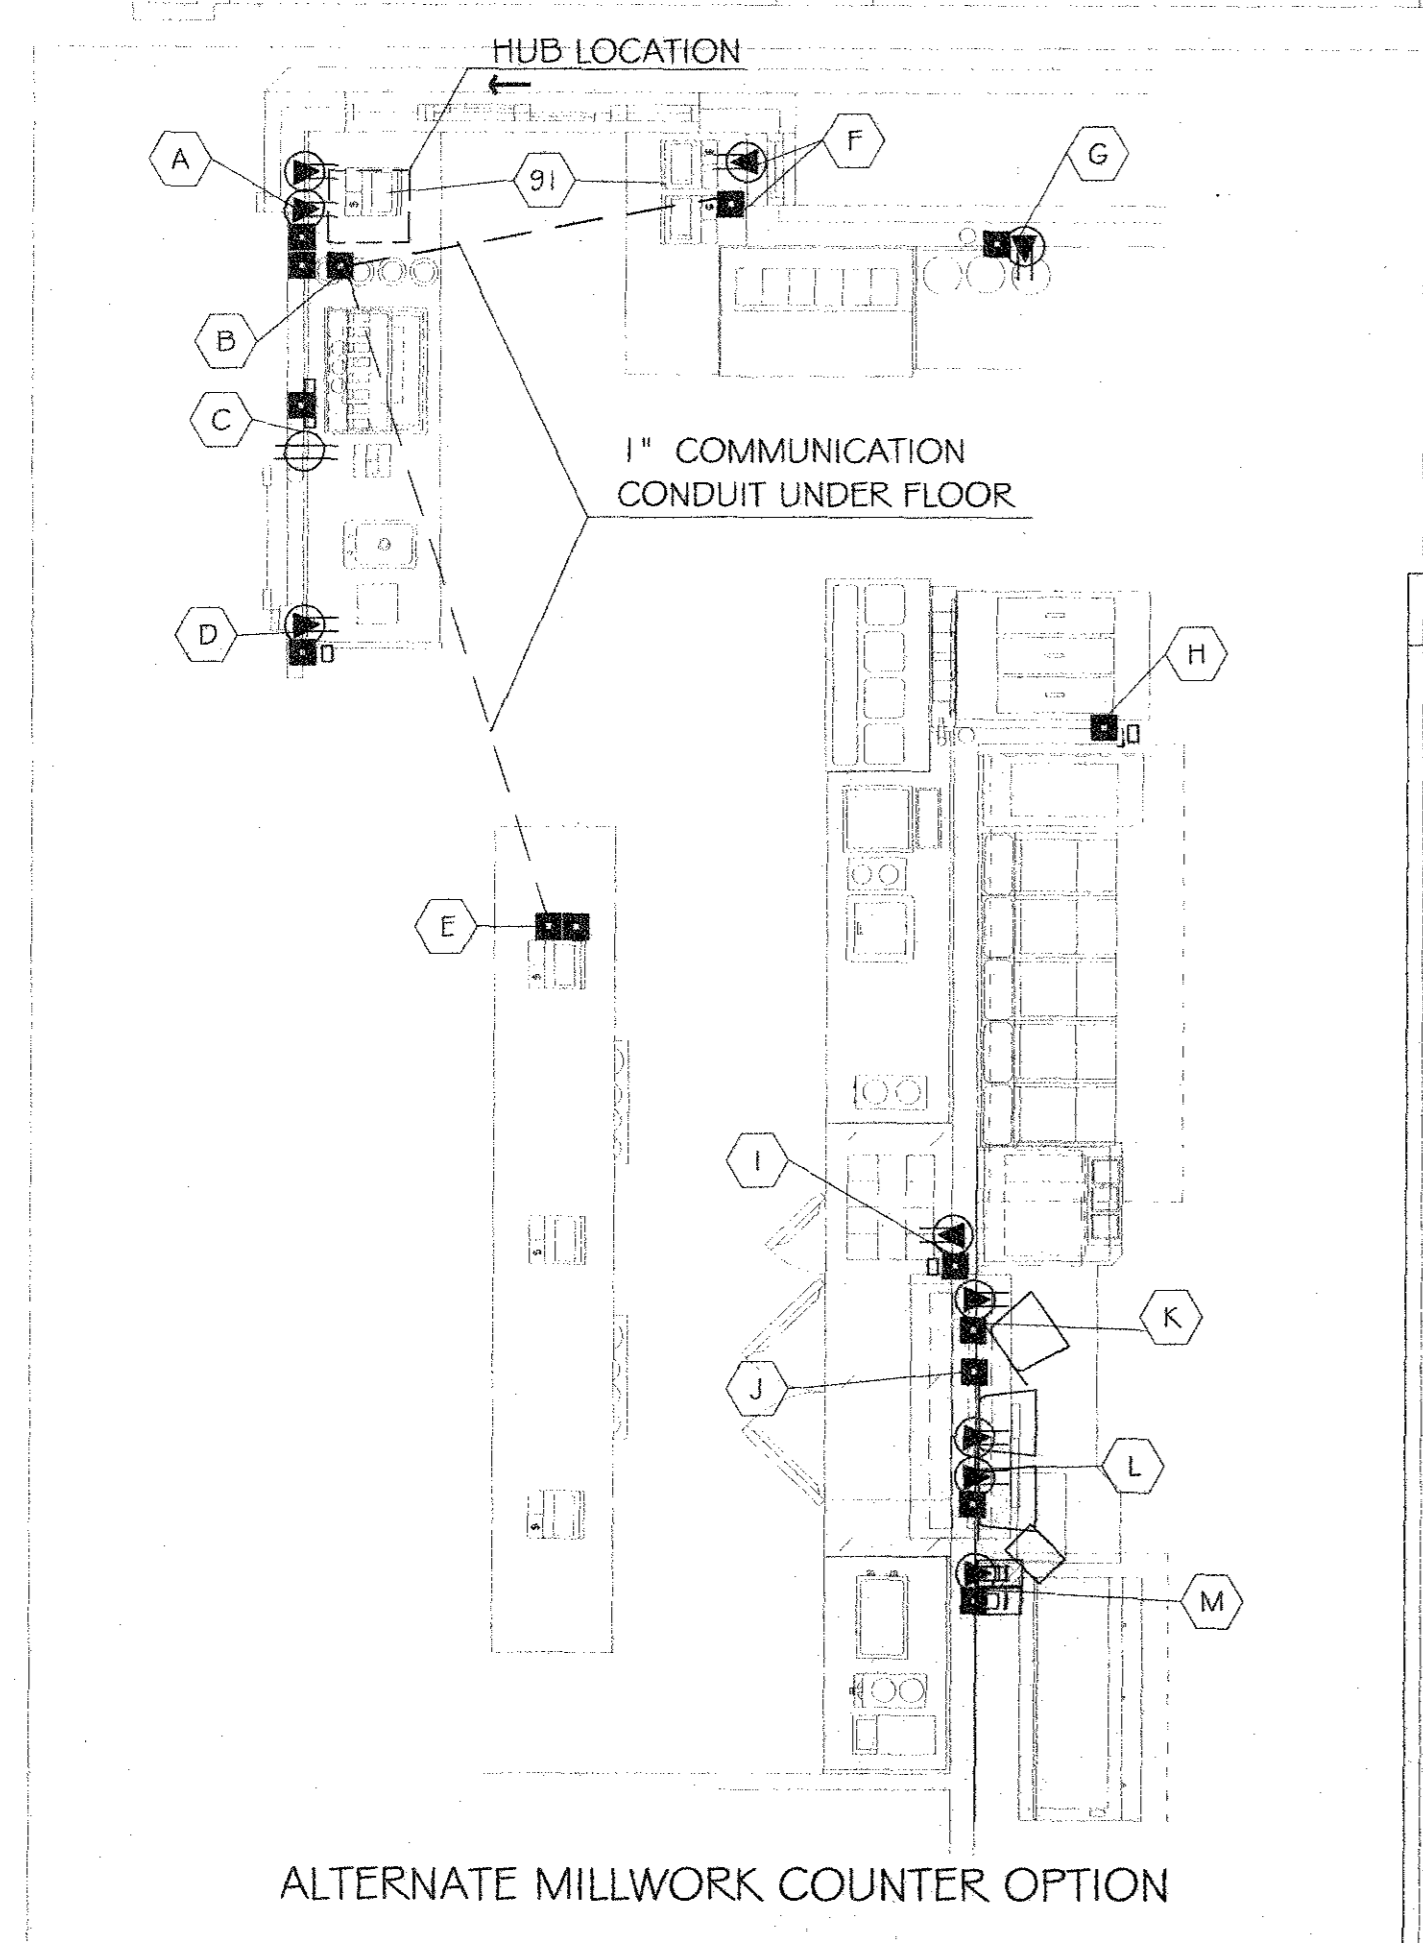 HUB LOCATION
A
91
F
G
B
C
1" COMMUNICATION
CONDUIT UNDER FLOOR
D
H
E
I
K
J
L
M
ALTERNATE MILLWORK COUNTER OPTION